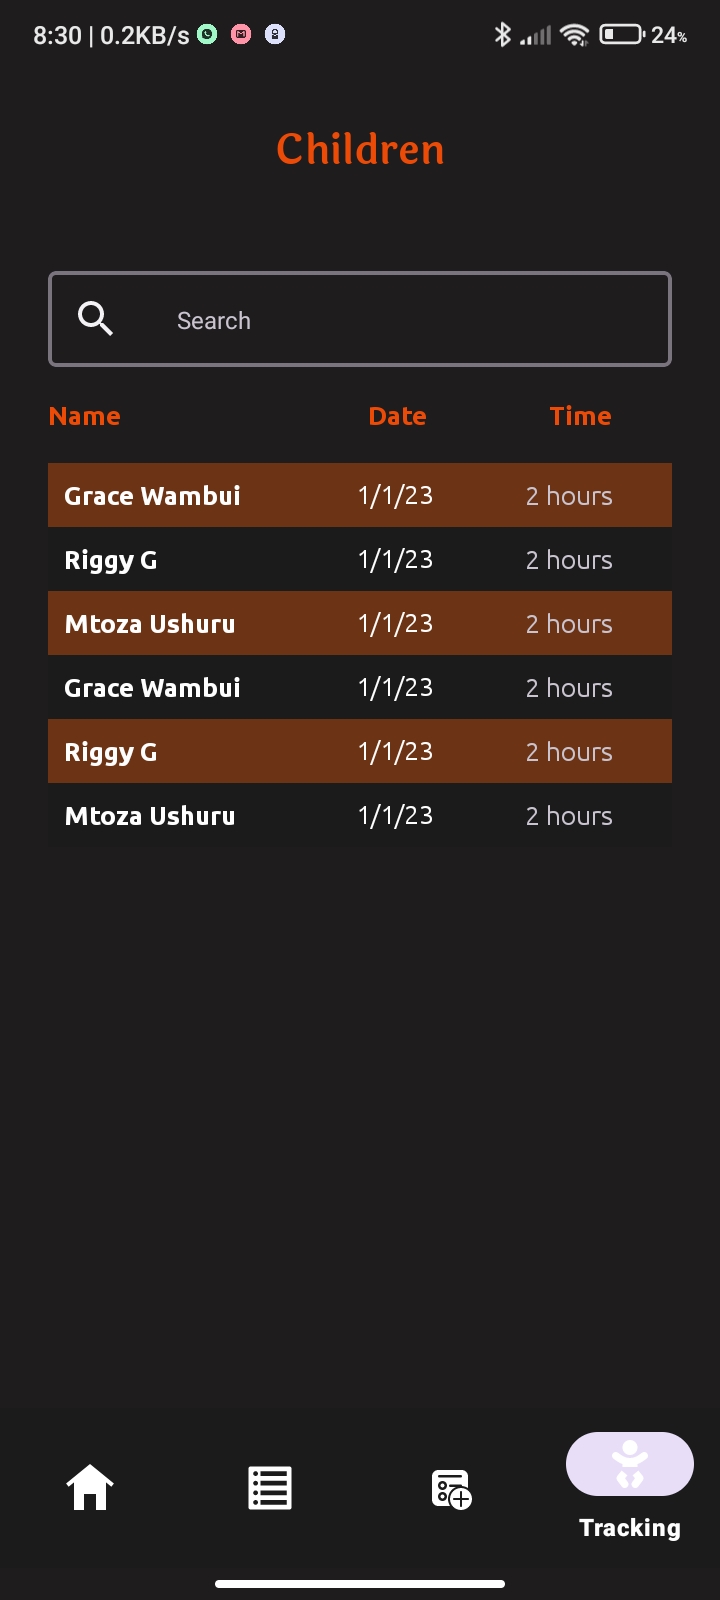 8:30 | 0.2KB/s 24%
Children
Search
Name Date Time
Grace Wambui 1/1/23 2 hours
Riggy G 1/1/23 2 hours
Mtoza Ushuru 1/1/23 2 hours
Grace Wambui 1/1/23 2 hours
Riggy G 1/1/23 2 hours
Mtoza Ushuru 1/1/23 2 hours
Tracking